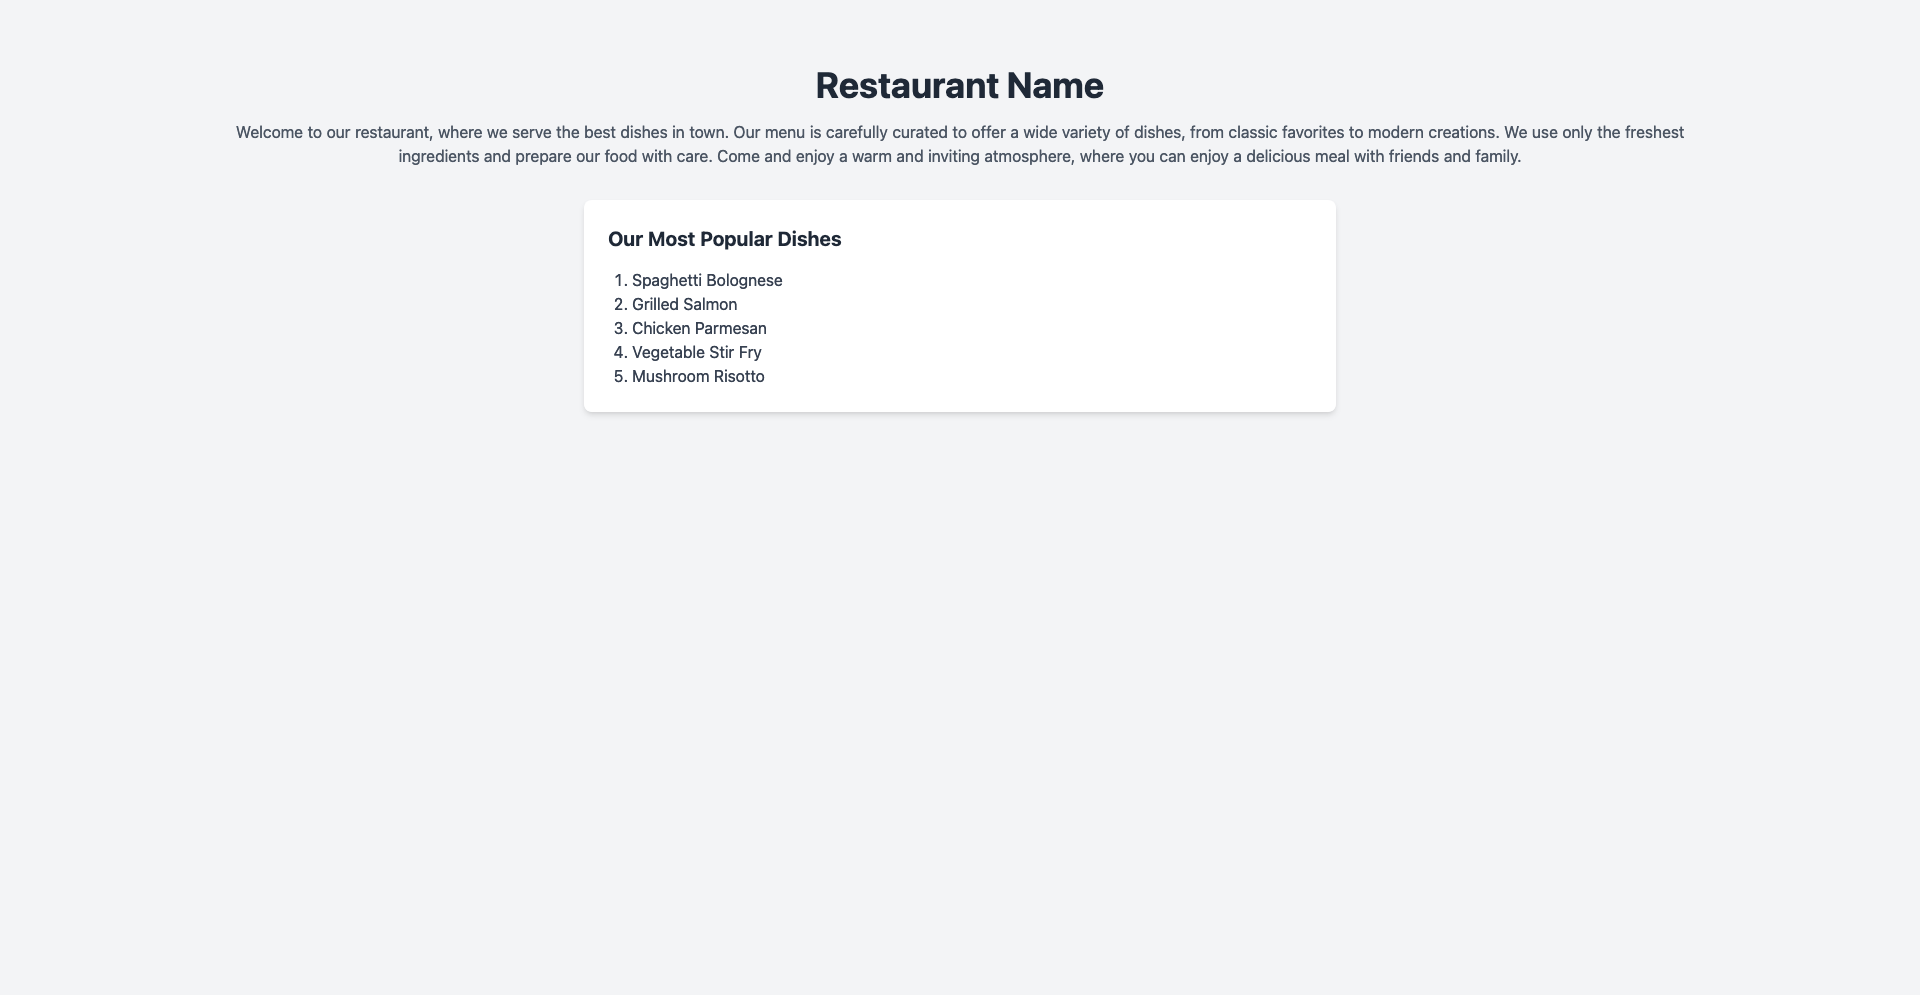 Restaurant Name
Welcome to our restaurant, where we serve the best dishes in town. Our menu is carefully curated to offer a wide variety of dishes, from classic favorites to modern creations. We use only the freshest
ingredients and prepare our food with care. Come and enjoy a warm and inviting atmosphere, where you can enjoy a delicious meal with friends and family.
Our Most Popular Dishes
1. Spaghetti Bolognese
2. Grilled Salmon
3. Chicken Parmesan
4. Vegetable Stir Fry
5. Mushroom Risotto